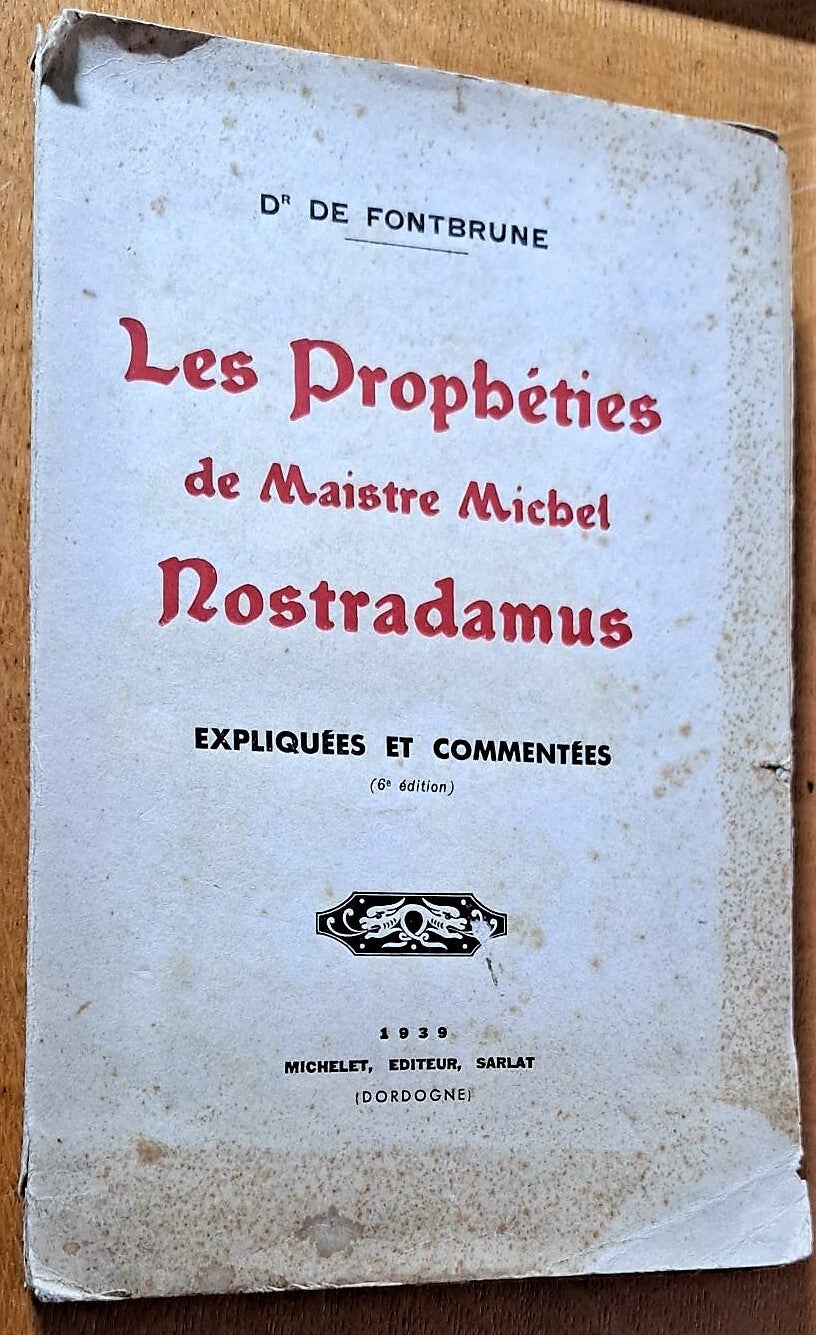 Dᴿ DE FONTBRUNE
Les Prophéties
de Maistre Michel
Nostradamus
EXPLIQUÉES ET COMMENTÉES
(6ᵉ édition)
1939
MICHELET, EDITEUR, SARLAT
(DORDOGNE)